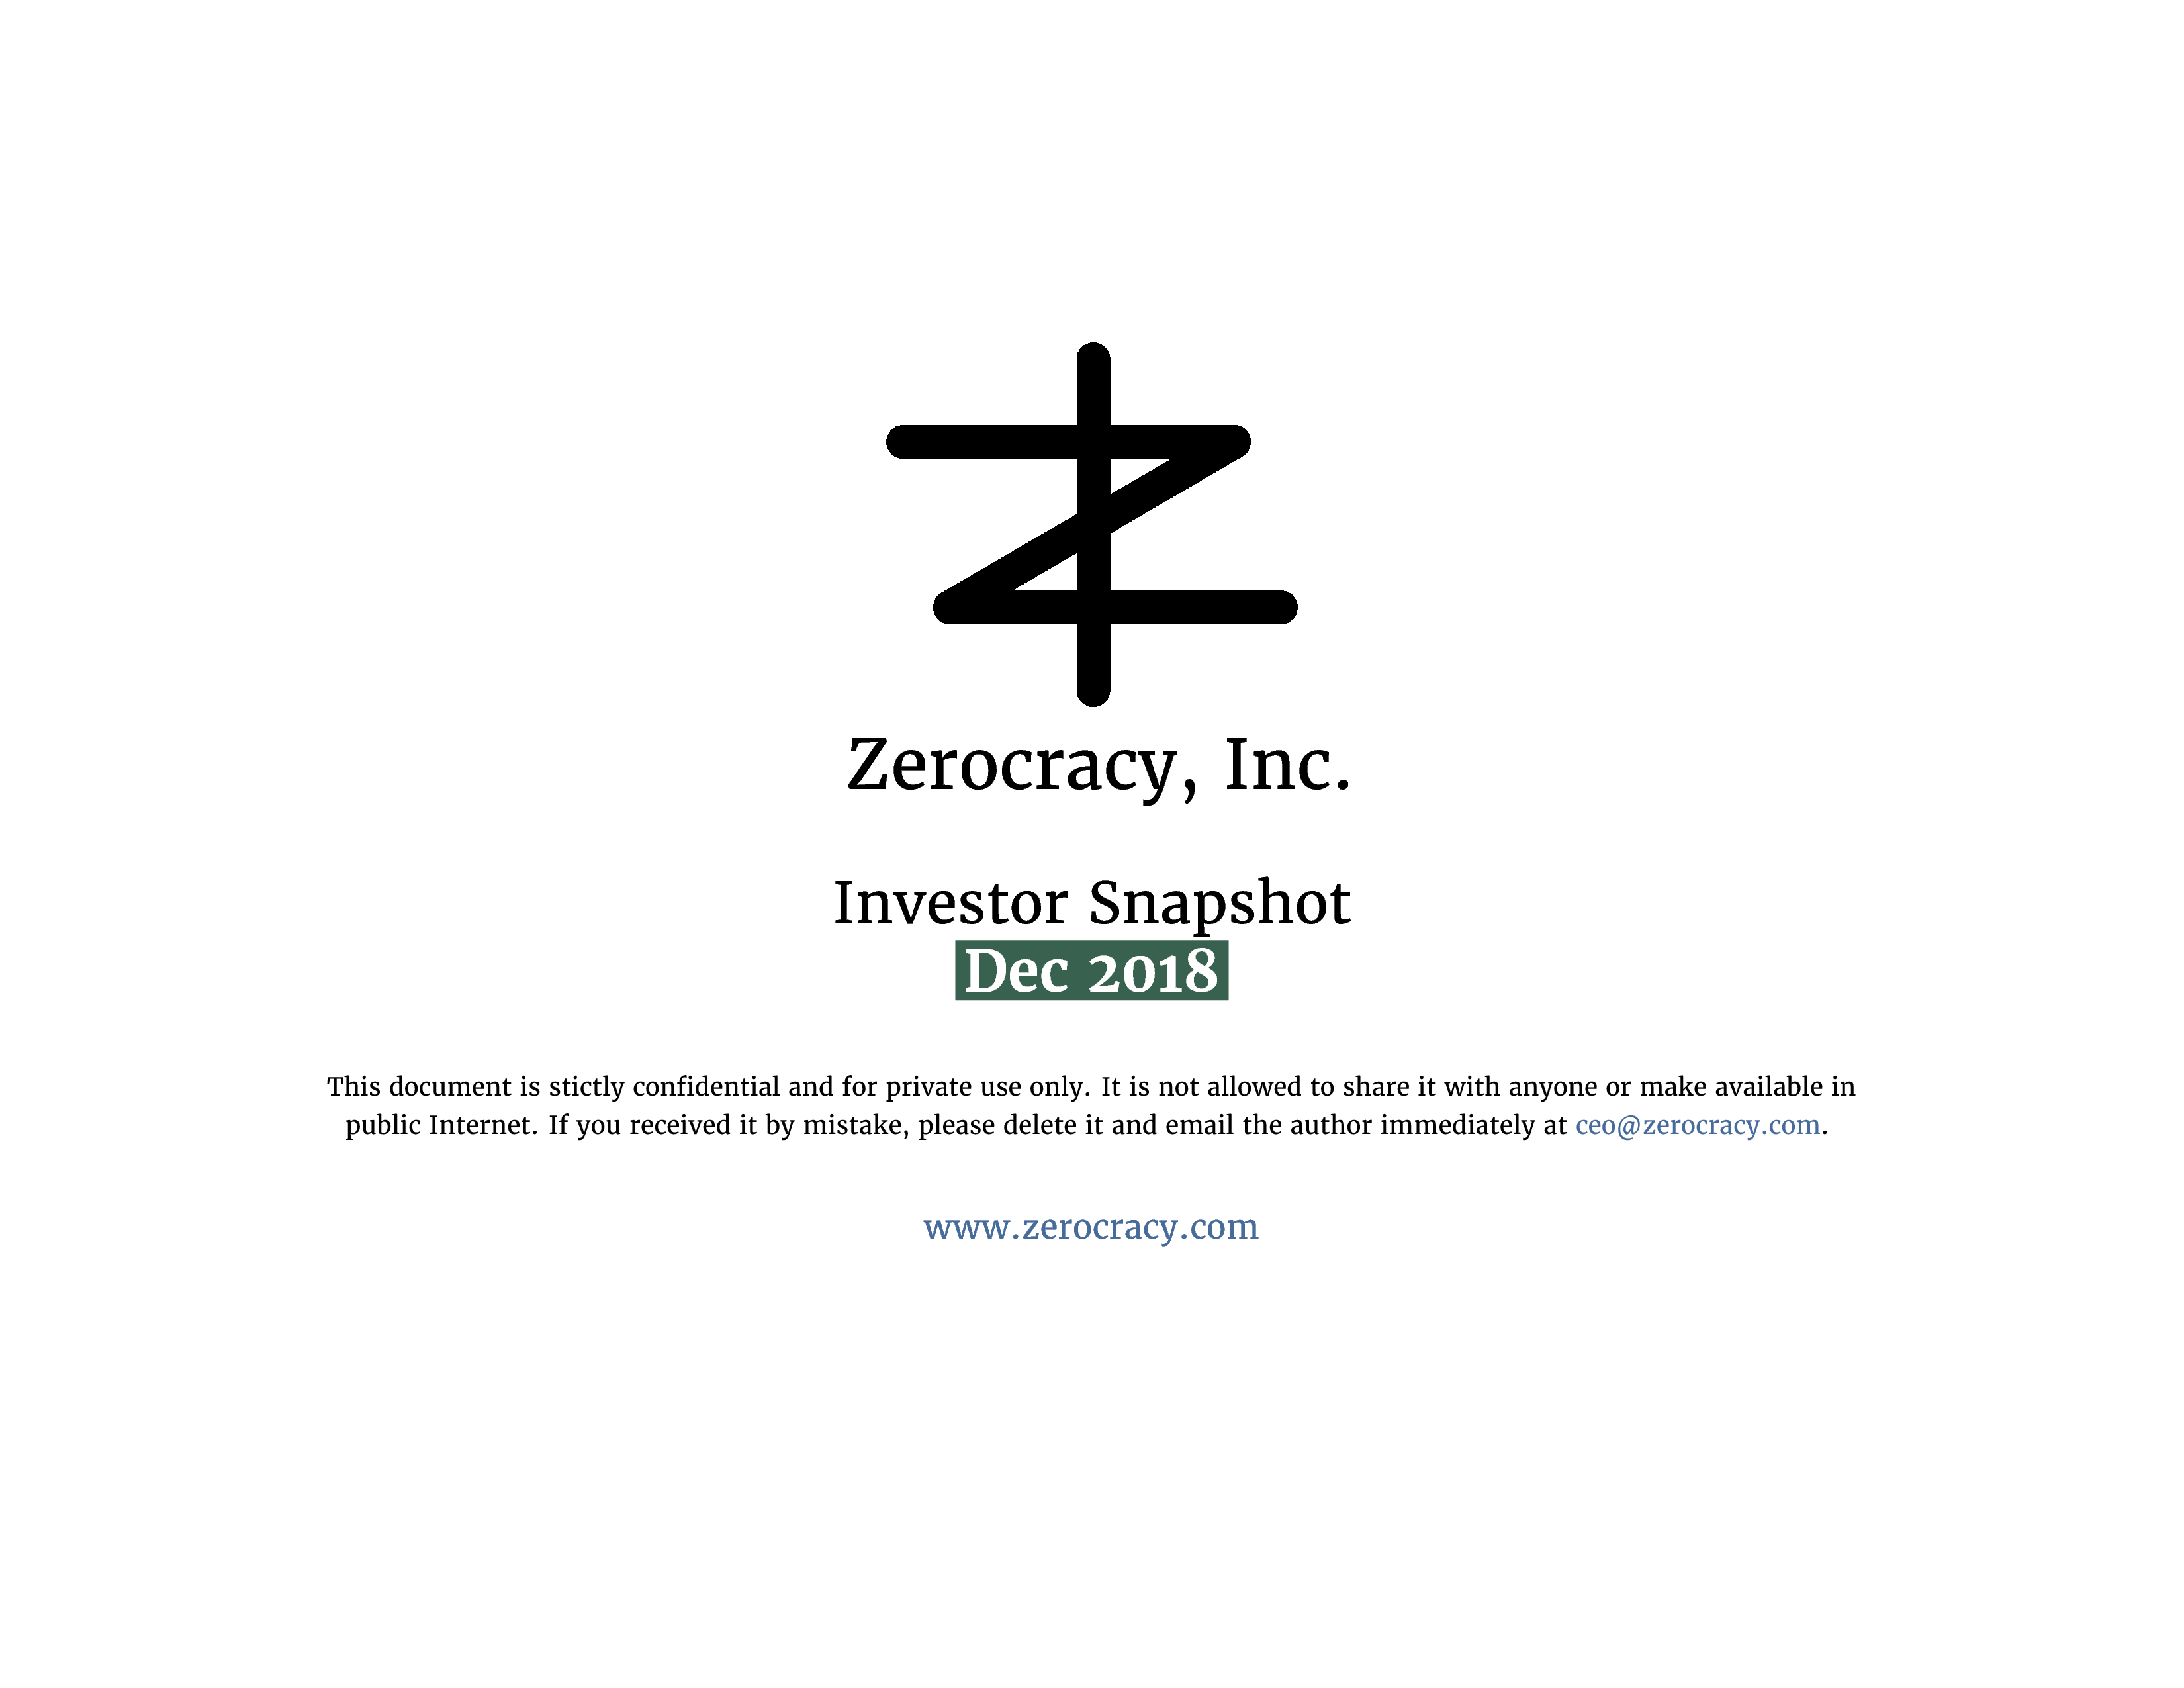 Zerocracy, Inc.
Investor Snapshot
Dec 2018
This document is stictly confidential and for private use only. It is not allowed to share it with anyone or make available in
public Internet. If you received it by mistake, please delete it and email the author immediately at ceo@zerocracy.com.
www.zerocracy.com